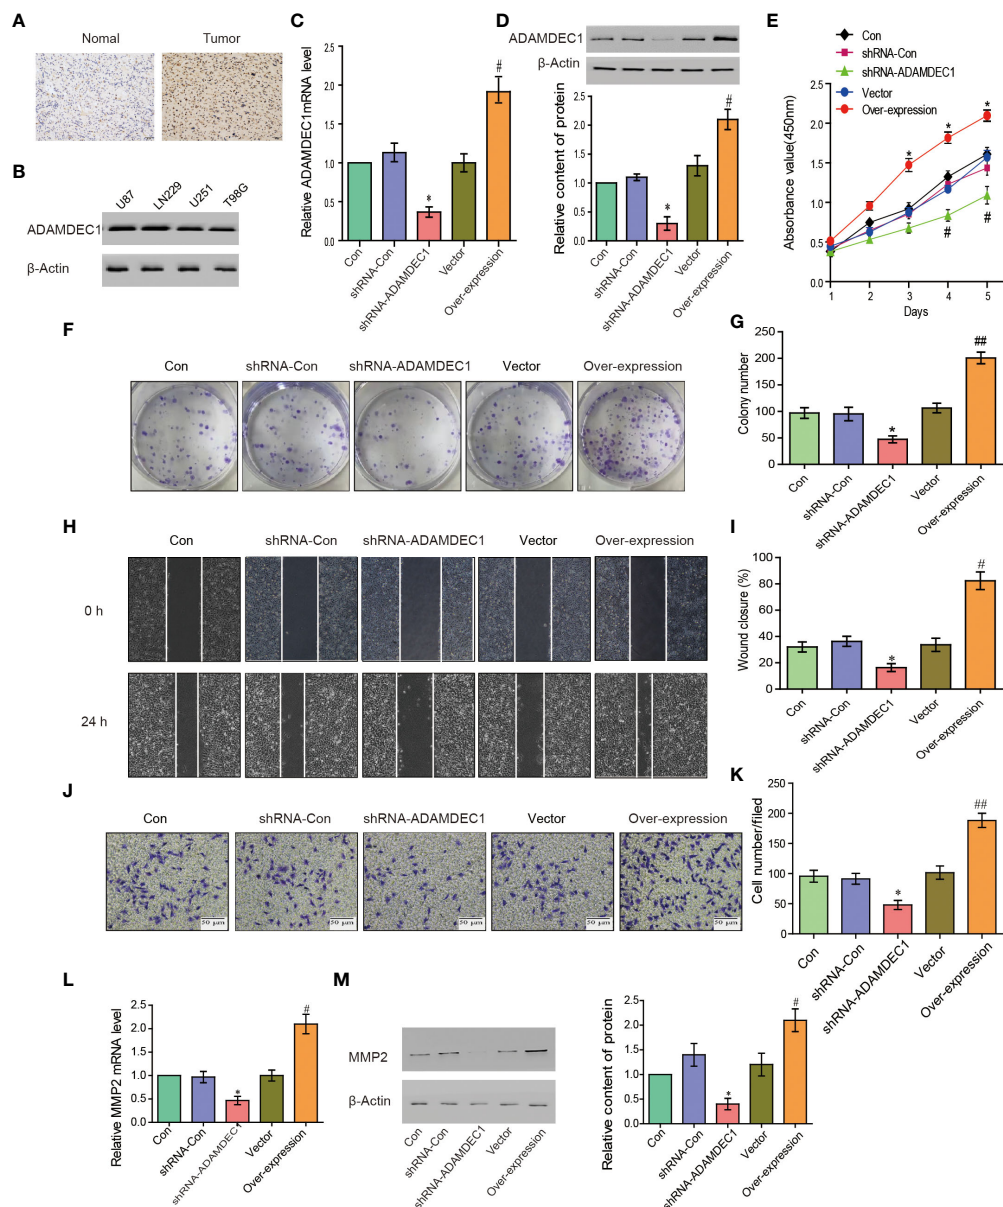 A
Nomal
Tumor
B
U87
LN229
U251
T98G
ADAMDEC1
β-Actin
C
Relative ADAMDEC1mRNA level
2.5
2.0
1.5
1.0
0.5
0.0
*
#
Con
shRNA-Con
shRNA-ADAMDEC1
Vector
Over-expression
D
ADAMDEC1
β-Actin
Relative content of protein
2.5
2.0
1.5
1.0
0.5
0.0
*
#
Con
shRNA-Con
shRNA-ADAMDEC1
Vector
Over-expression
E
Con
shRNA-Con
shRNA-ADAMDEC1
Vector
Over-expression
Absorbance value(450nm)
2.5
2.0
1.5
1.0
0.5
0.0
* * *
# #
1 2 3 4 5
Days
F
Con shRNA-Con shRNA-ADAMDEC1 Vector Over-expression
G
Colony number
250
200
150
100
50
0
*
##
Con
shRNA-Con
shRNA-ADAMDEC1
Vector
Over-expression
H
Con shRNA-Con shRNA-ADAMDEC1 Vector Over-expression
0 h
24 h
I
Wound closure (%)
100
80
60
40
20
0
*
#
Con
shRNA-Con
shRNA-ADAMDEC1
Vector
Over-expression
J
Con shRNA-Con shRNA-ADAMDEC1 Vector Over-expression
50 μm 50 μm 50 μm 50 μm 50 μm
K
Cell number/filed
250
200
150
100
50
0
*
##
Con
shRNA-Con
shRNA-ADAMDEC1
Vector
Over-expression
L
Relative MMP2 mRNA level
2.5
2.0
1.5
1.0
0.5
0.0
*
#
Con
shRNA-Con
shRNA-ADAMDEC1
Vector
Over-expression
M
MMP2
β-Actin
Con
shRNA-Con
shRNA-ADAMDEC1
Vector
Over-expression
Relative content of protein
2.5
2.0
1.5
1.0
0.5
0.0
*
#
Con
shRNA-Con
shRNA-ADAMDEC1
Vector
Over-expression